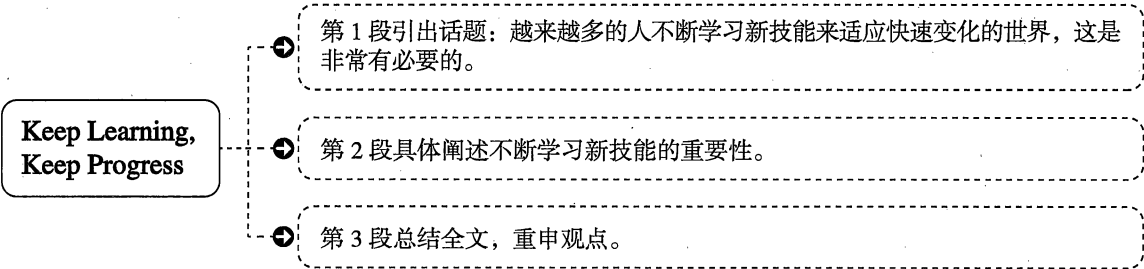 Keep Learning,
Keep Progress
第1段引出话题：越来越多的人不断学习新技能来适应快速变化的世界，这是
非常有必要的。
第2段具体阐述不断学习新技能的重要性。
第3段总结全文，重申观点。